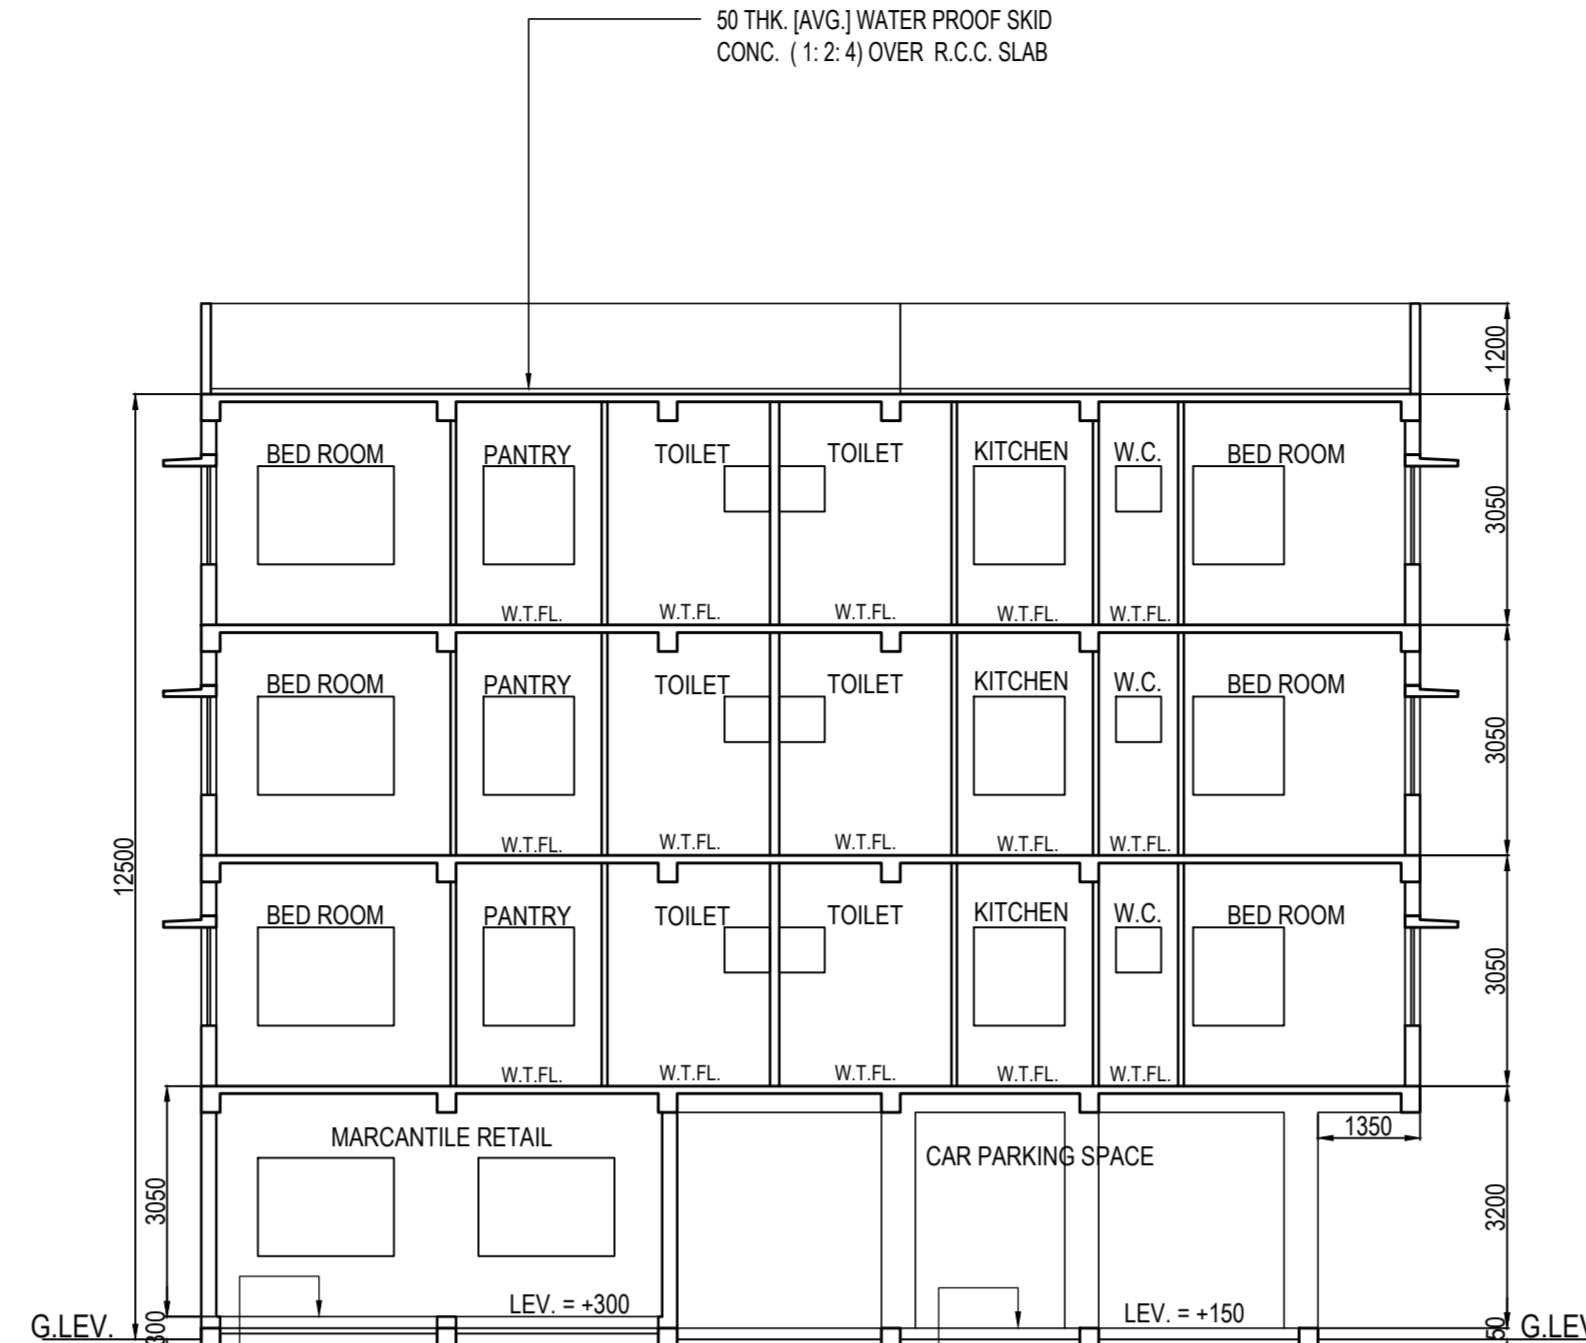 50 THK. [AVG.] WATER PROOF SKID
CONC. ( 1: 2: 4) OVER R.C.C. SLAB
1200
BED ROOM PANTRY TOILET TOILET KITCHEN W.C. BED ROOM
3050
W.T.FL. W.T.FL. W.T.FL. W.T.FL. W.T.FL.
BED ROOM PANTRY TOILET TOILET KITCHEN W.C. BED ROOM
3050
W.T.FL. W.T.FL. W.T.FL. W.T.FL. W.T.FL.
12500
BED ROOM PANTRY TOILET TOILET KITCHEN W.C. BED ROOM
3050
W.T.FL. W.T.FL. W.T.FL. W.T.FL. W.T.FL.
MARCANTILE RETAIL
1350
CAR PARKING SPACE
3050
3200
LEV. = +300
LEV. = +150
G.LEV.